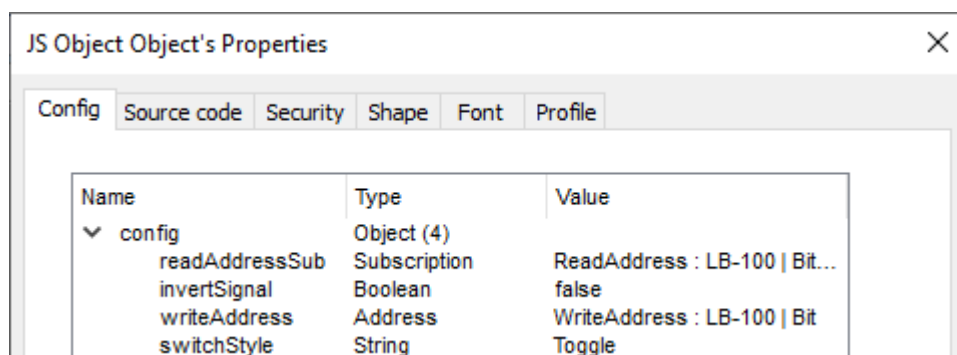 JS Object Object's Properties
Config Source code Security Shape Font Profile
Name Type Value
config Object (4)
readAddressSub Subscription ReadAddress : LB-100 | Bit...
invertSignal Boolean false
writeAddress Address WriteAddress : LB-100 | Bit
switchStyle String Toggle